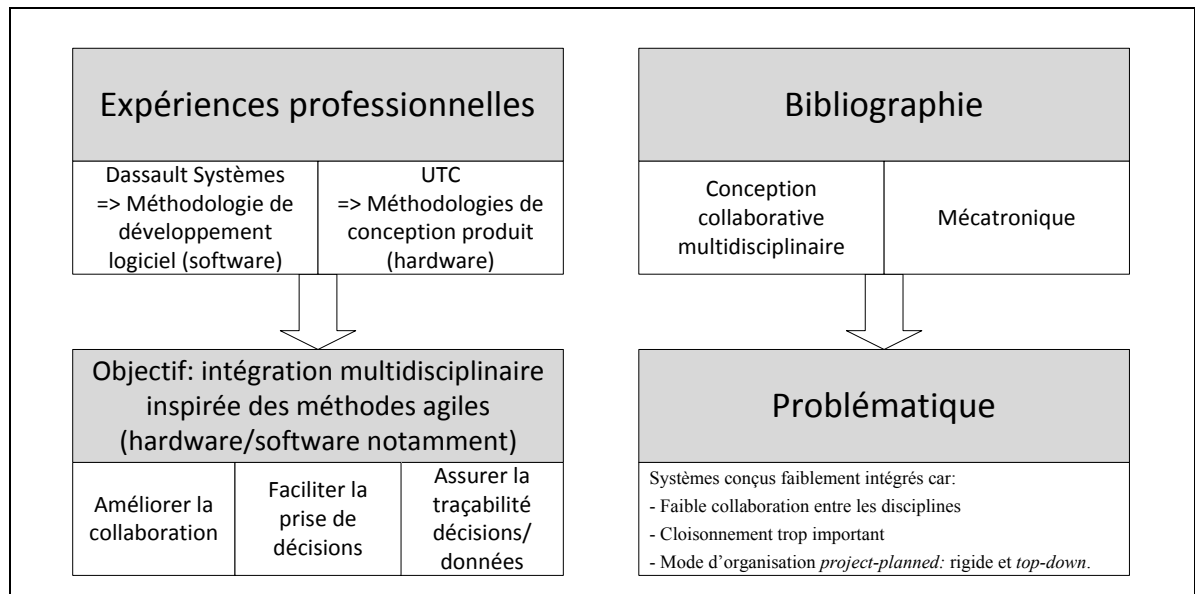 Expériences professionnelles
Dassault Systèmes
=> Méthodologie de
développement
logiciel (software)
UTC
=> Méthodologies de
conception produit
(hardware)
Objectif: intégration multidisciplinaire
inspirée des méthodes agiles
(hardware/software notamment)
Améliorer la
collaboration
Faciliter la
prise de
décisions
Assurer la
traçabilité
décisions/
données
Bibliographie
Conception
collaborative
multidisciplinaire
Mécatronique
Problématique
Systèmes conçus faiblement intégrés car:
- Faible collaboration entre les disciplines
- Cloisonnement trop important
- Mode d'organisation project-planned: rigide et top-down.